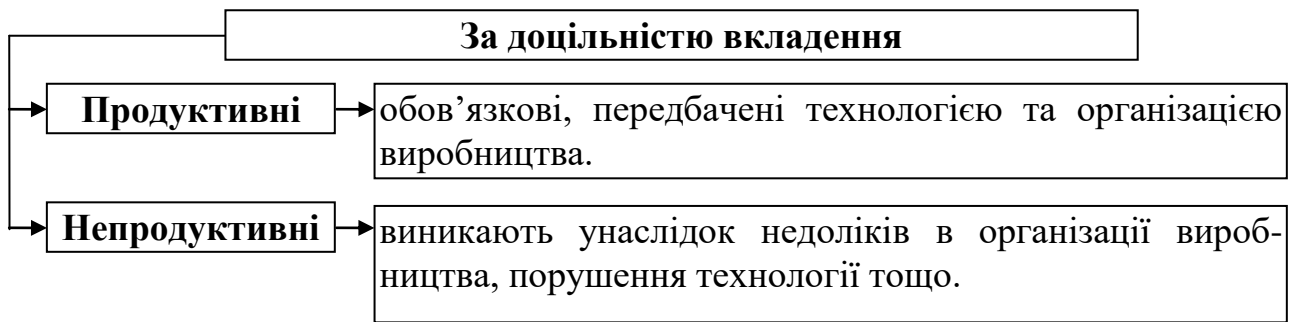 За доцільністю вкладення
Продуктивні
обов’язкові, передбачені технологією та організацією
виробництва.
Непродуктивні
виникають унаслідок недоліків в організації вироб-
ництва, порушення технології тощо.